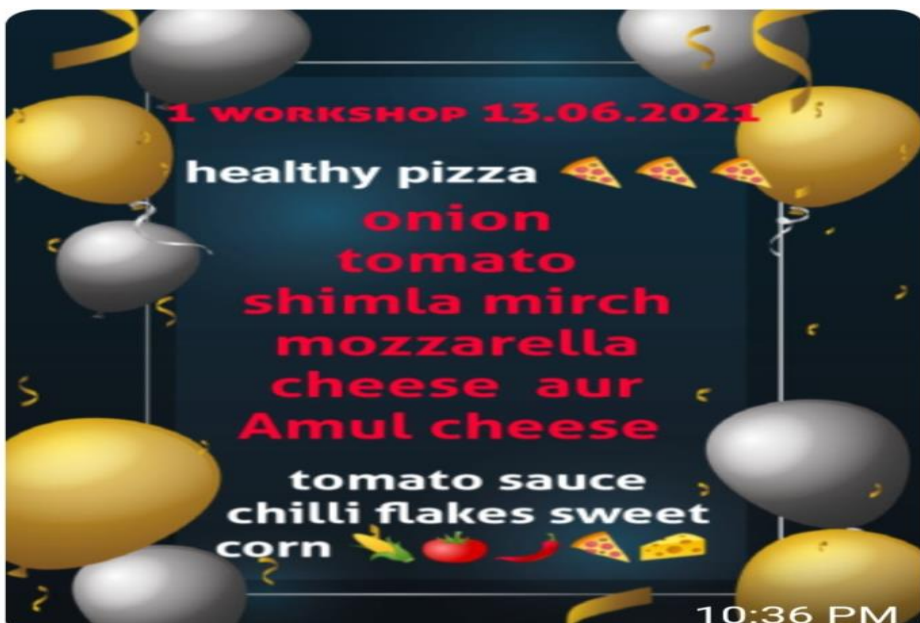 1 WORKSHOP 13.06.2021
healthy pizza 🍕 🍕 🍕
onion
tomato
shimla mirch
mozzarella
cheese aur
Amul cheese
tomato sauce
chilli flakes sweet
corn 🌽🍅🌶️🍕🧀
10:36 PM